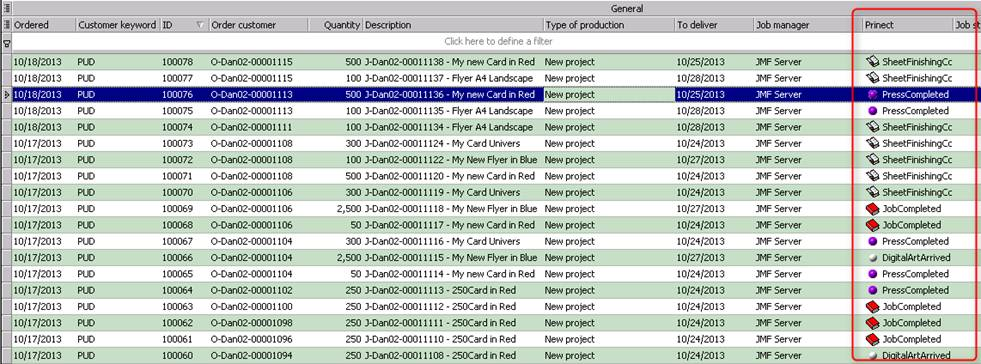 General
Ordered Customer keyword ID Order customer Quantity Description Type of production To deliver Job manager Prinect Job st
Click here to define a filter
10/18/2013 PUD 100078 O-Dan02-00001115 500 J-Dan02-00011138 - My new Card in Red New project 10/25/2013 JMF Server SheetFinishingCc
10/18/2013 PUD 100077 O-Dan02-00001115 100 J-Dan02-00011137 - Flyer A4 Landscape New project 10/28/2013 JMF Server SheetFinishingCc
10/18/2013 PUD 100076 O-Dan02-00001113 500 J-Dan02-00011136 - My new Card in Red New project 10/25/2013 JMF Server PressCompleted
10/18/2013 PUD 100075 O-Dan02-00001113 100 J-Dan02-00011135 - Flyer A4 Landscape New project 10/28/2013 JMF Server PressCompleted
10/18/2013 PUD 100074 O-Dan02-00001111 100 J-Dan02-00011134 - Flyer A4 Landscape New project 10/28/2013 JMF Server SheetFinishingCc
10/17/2013 PUD 100073 O-Dan02-00001108 300 J-Dan02-00011124 - My Card Univers New project 10/24/2013 JMF Server SheetFinishingCc
10/17/2013 PUD 100072 O-Dan02-00001108 100 J-Dan02-00011122 - My New Flyer in Blue New project 10/27/2013 JMF Server SheetFinishingCc
10/17/2013 PUD 100071 O-Dan02-00001108 500 J-Dan02-00011120 - My new Card in Red New project 10/24/2013 JMF Server SheetFinishingCc
10/17/2013 PUD 100070 O-Dan02-00001106 300 J-Dan02-00011119 - My Card Univers New project 10/24/2013 JMF Server SheetFinishingCc
10/17/2013 PUD 100069 O-Dan02-00001106 2,500 J-Dan02-00011118 - My New Flyer in Blue New project 10/27/2013 JMF Server JobCompleted
10/17/2013 PUD 100068 O-Dan02-00001106 50 J-Dan02-00011117 - My new Card in Red New project 10/24/2013 JMF Server JobCompleted
10/17/2013 PUD 100067 O-Dan02-00001104 300 J-Dan02-00011116 - My Card Univers New project 10/24/2013 JMF Server PressCompleted
10/17/2013 PUD 100066 O-Dan02-00001104 2,500 J-Dan02-00011115 - My New Flyer in Blue New project 10/27/2013 JMF Server DigitalArtArrived
10/17/2013 PUD 100065 O-Dan02-00001104 50 J-Dan02-00011114 - My new Card in Red New project 10/24/2013 JMF Server PressCompleted
10/17/2013 PUD 100064 O-Dan02-00001102 250 J-Dan02-00011113 - 250Card in Red New project 10/24/2013 JMF Server PressCompleted
10/17/2013 PUD 100063 O-Dan02-00001100 250 J-Dan02-00011112 - 250Card in Red New project 10/24/2013 JMF Server JobCompleted
10/17/2013 PUD 100062 O-Dan02-00001098 250 J-Dan02-00011111 - 250Card in Red New project 10/24/2013 JMF Server JobCompleted
10/17/2013 PUD 100061 O-Dan02-00001096 250 J-Dan02-00011110 - 250Card in Red New project 10/24/2013 JMF Server JobCompleted
10/17/2013 PUD 100060 O-Dan02-00001094 250 J-Dan02-00011108 - 250Card in Red New project 10/24/2013 JMF Server DigitalArtArrived